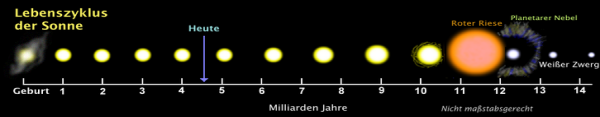 Lebenszyklus
der Sonne
Heute
Roter Riese
Planetarer Nebel
Weißer Zwerg
Geburt 1 2 3 4 5 6 7 8 9 10 11 12 13 14
Milliarden Jahre
Nicht maßstabsgerecht